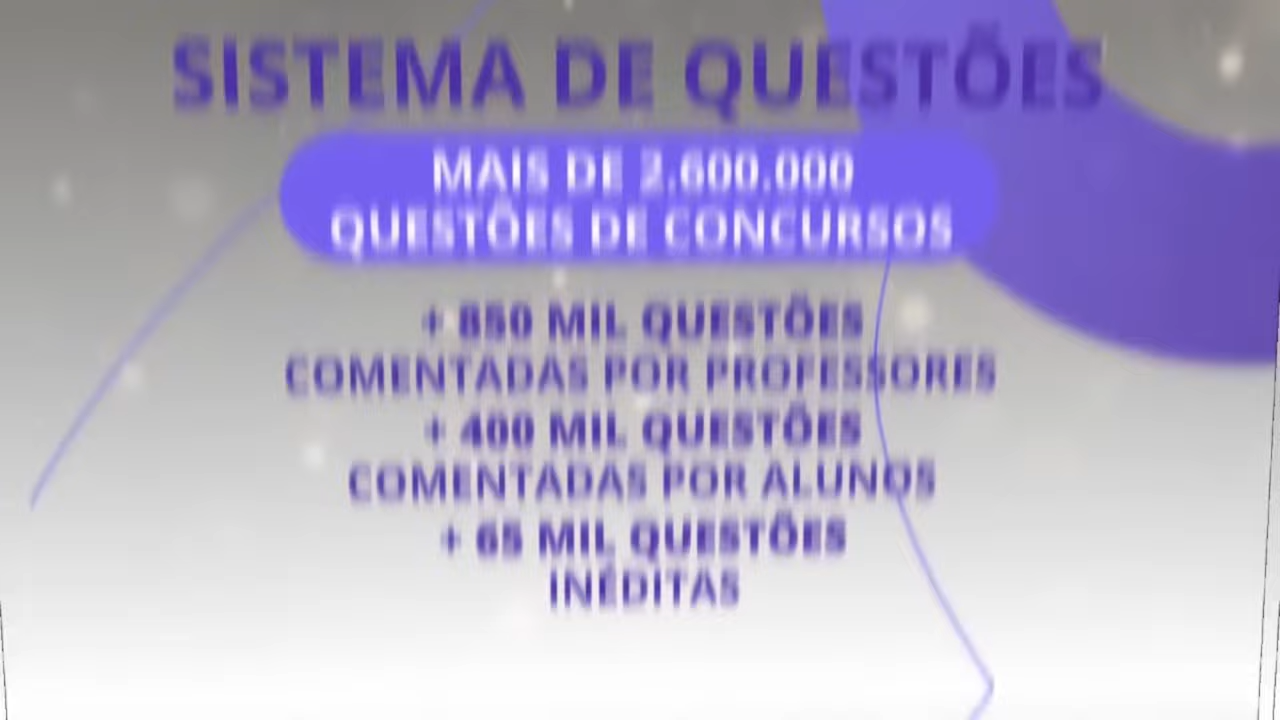 SISTEMA DE QUESTÕES
MAIS DE 2.600.000
QUESTÕES DE CONCURSOS
+ 850 MIL QUESTÕES
COMENTADAS POR PROFESSORES
+ 400 MIL QUESTÕES
COMENTADAS POR ALUNOS
+ 65 MIL QUESTÕES
INÉDITAS